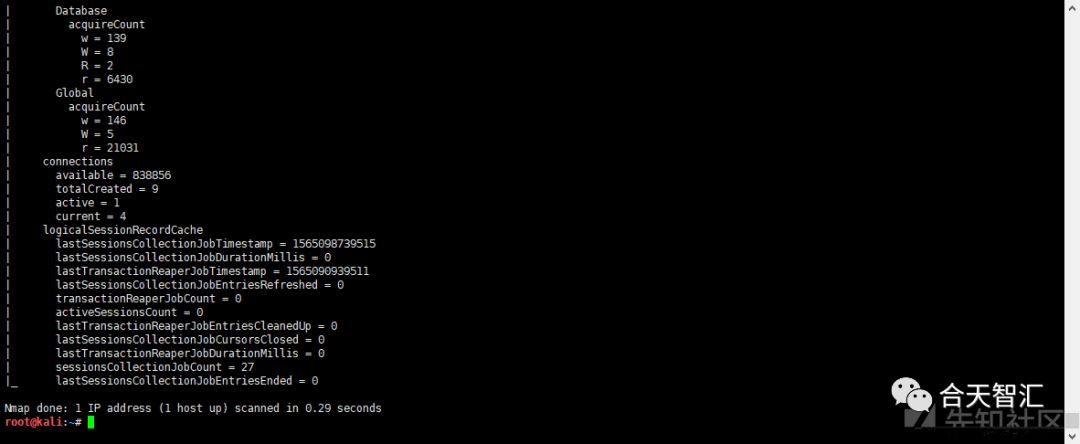 |       Database
|         acquireCount
|           w = 139
|           W = 8
|           R = 2
|           r = 6430
|       Global
|         acquireCount
|           w = 146
|           W = 5
|           r = 21031
|     connections
|       available = 838856
|       totalCreated = 9
|       active = 1
|       current = 4
|     logicalSessionRecordCache
|       lastSessionsCollectionJobTimestamp = 1565098739515
|       lastSessionsCollectionJobDurationMillis = 0
|       lastTransactionReaperJobTimestamp = 1565090939511
|       lastSessionsCollectionJobEntriesRefreshed = 0
|       transactionReaperJobCount = 0
|       activeSessionsCount = 0
|       lastTransactionReaperJobEntriesCleanedUp = 0
|       lastSessionsCollectionJobCursorsClosed = 0
|       lastTransactionReaperJobDurationMillis = 0
|       sessionsCollectionJobCount = 27
|_      lastSessionsCollectionJobEntriesEnded = 0
Nmap done: 1 IP address (1 host up) scanned in 0.29 seconds
root@kali:~#
合天智汇
先知社区